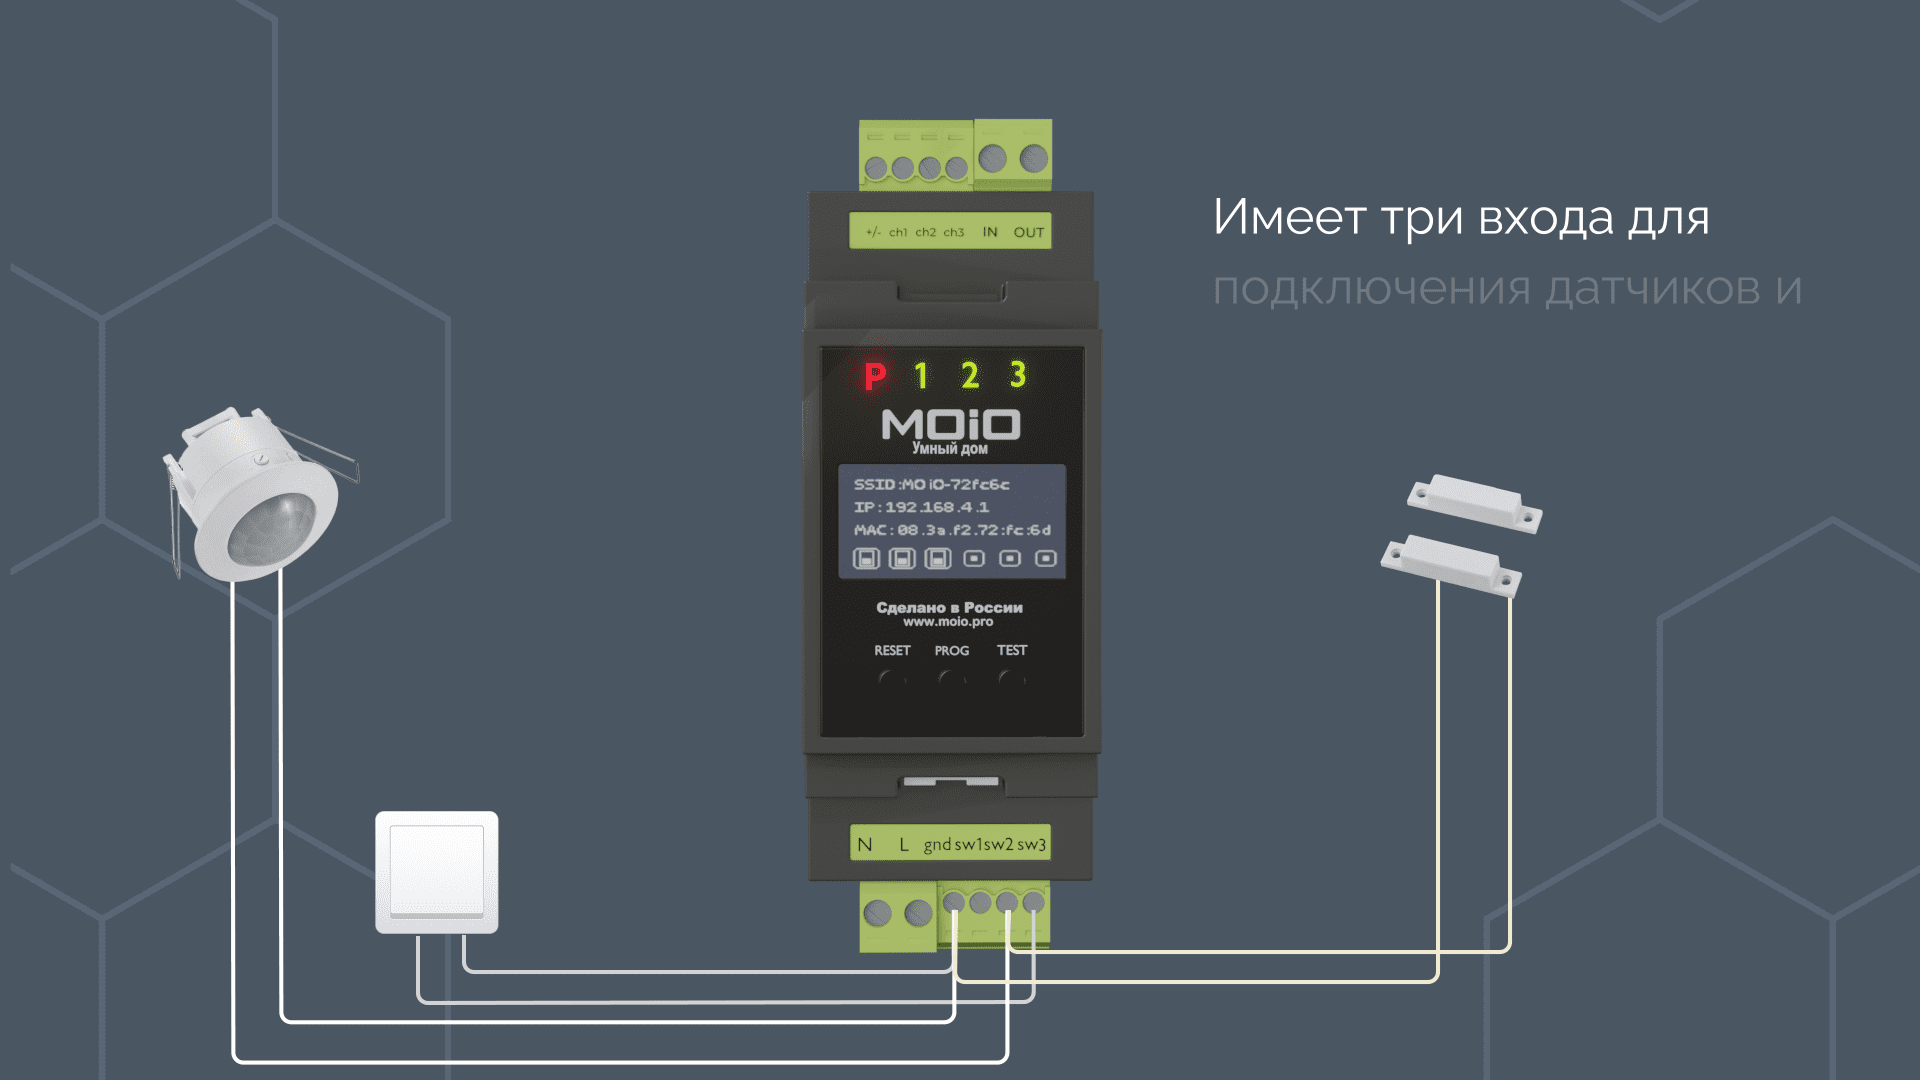 Имеет три входа для
подключения датчиков и
+/- ch1 ch2 ch3 IN OUT
P 1 2 3
MOiO
Умный дом
SSID:MOiO-72fc6c
IP:192.168.4.1
MAC:08.3a.f2.72:fc:6d
Сделано в России
www.moio.pro
RESET PROG TEST
N L gnd sw1sw2 sw3